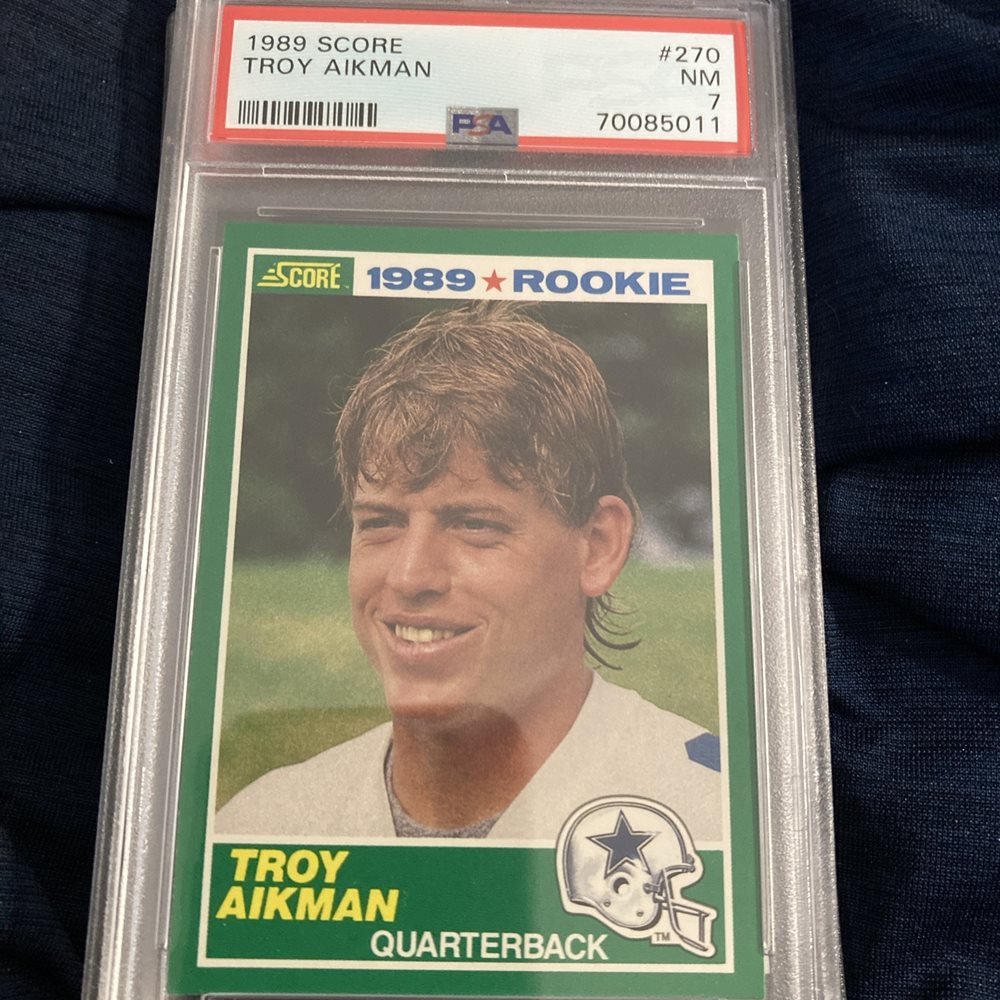 1989 SCORE
TROY AIKMAN
#270
NM
7
70085011
PSA
SCORE
1989 ★ ROOKIE
TROY
AIKMAN
QUARTERBACK
TM